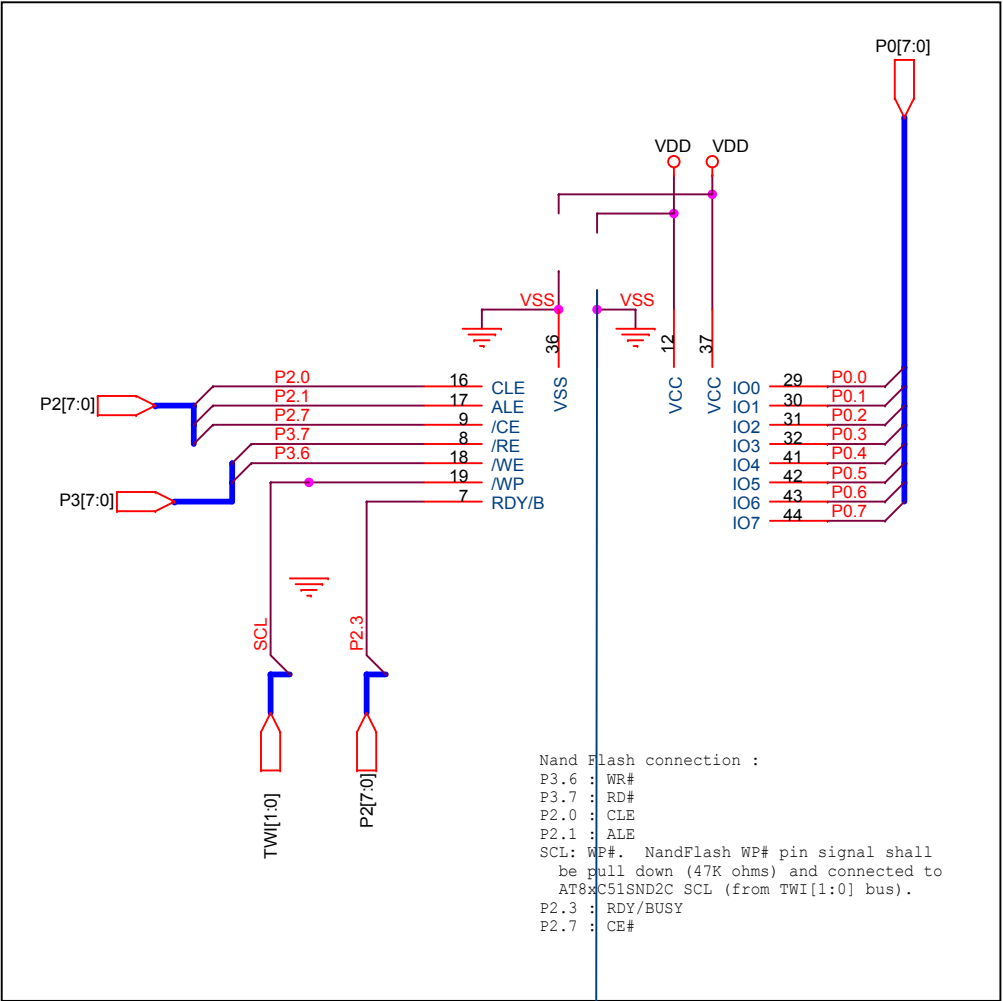 P0[7:0]
VDD
VDD
VSS
VSS
36
12
37
VSS
VCC
VCC
P2[7:0]
P2.0
16
CLE
P2.1
17
ALE
P2.7
9
/CE
P3.7
8
/RE
P3.6
18
/WE
19
/WP
7
RDY/B
P3[7:0]
IO0
29
P0.0
IO1
30
P0.1
IO2
31
P0.2
IO3
32
P0.3
IO4
41
P0.4
IO5
42
P0.5
IO6
43
P0.6
IO7
44
P0.7
SCL
P2.3
TWI[1:0]
P2[7:0]
Nand Flash connection :
P3.6 : WR#
P3.7 : RD#
P2.0 : CLE
P2.1 : ALE
SCL: WP#.  NandFlash WP# pin signal shall
be pull down (47K ohms) and connected to
AT8xC51SND2C SCL (from TWI[1:0] bus).
P2.3 : RDY/BUSY
P2.7 : CE#